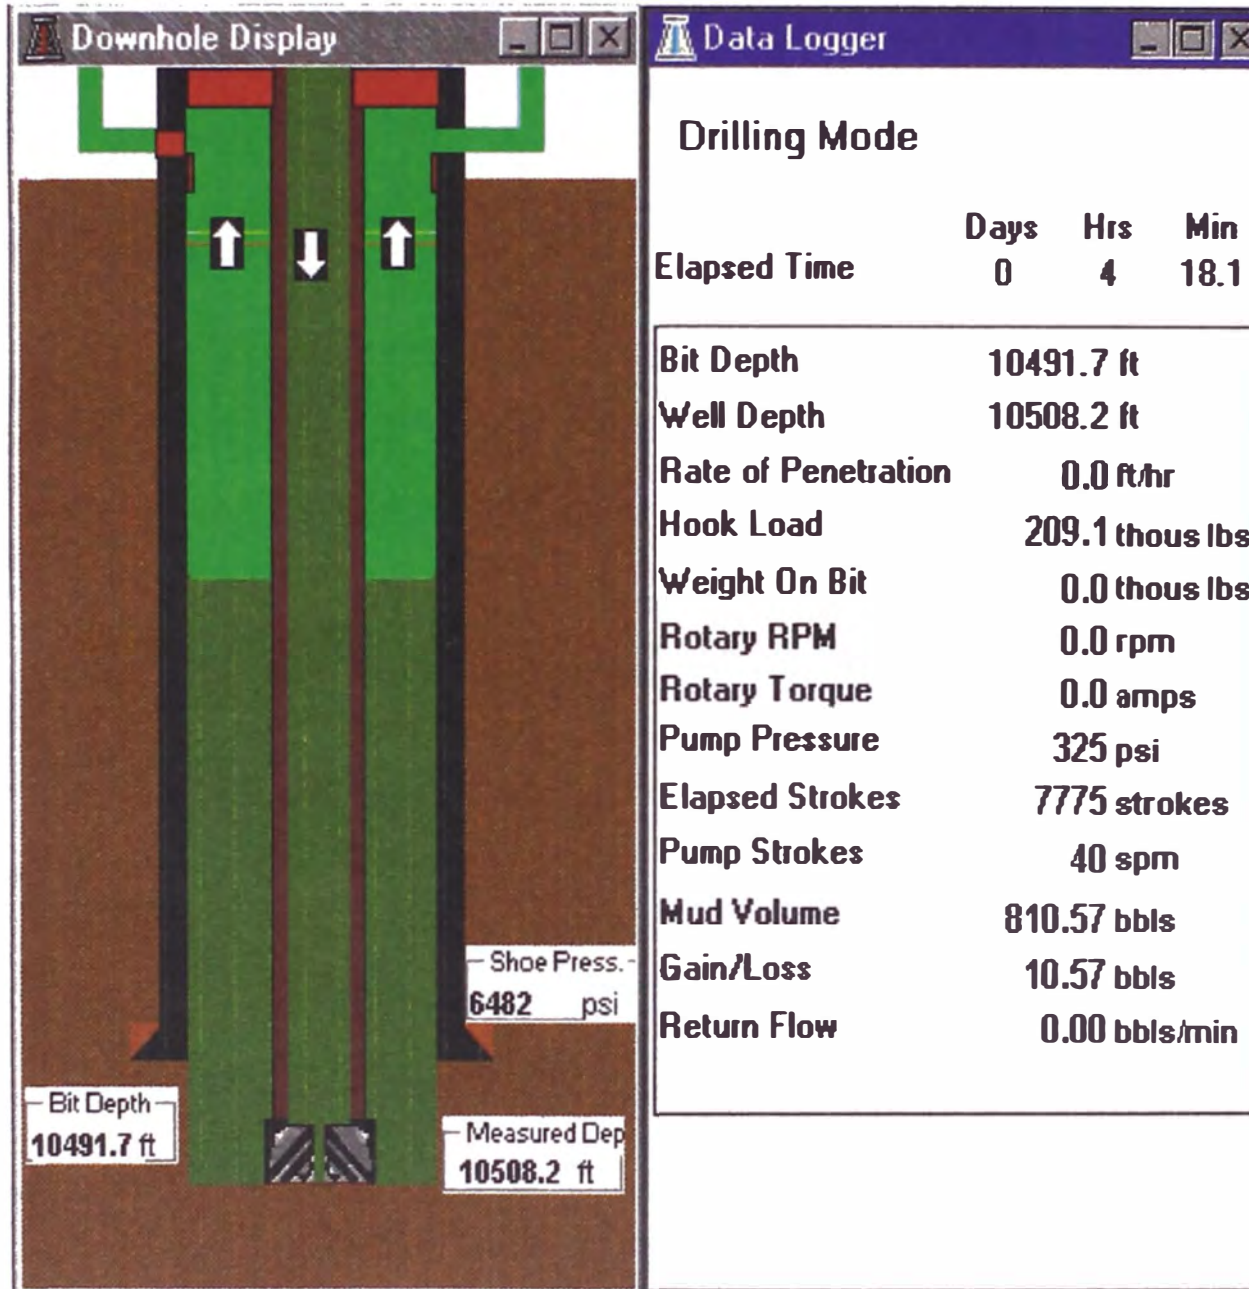 Downhole Display
Shoe Press.
6482 psi
Bit Depth
10491.7 ft
Measured Dep
10508.2 ft
Data Logger
Drilling Mode
Days Hrs Min
Elapsed Time 0 4 18.1
Bit Depth 10491.7 ft
Well Depth 10508.2 ft
Rate of Penetration 0.0 ft/hr
Hook Load 209.1 thous lbs
Weight On Bit 0.0 thous lbs
Rotary RPM 0.0 rpm
Rotary Torque 0.0 amps
Pump Pressure 325 psi
Elapsed Strokes 7775 strokes
Pump Strokes 40 spm
Mud Volume 810.57 bbls
Gain/Loss 10.57 bbls
Return Flow 0.00 bbls/min